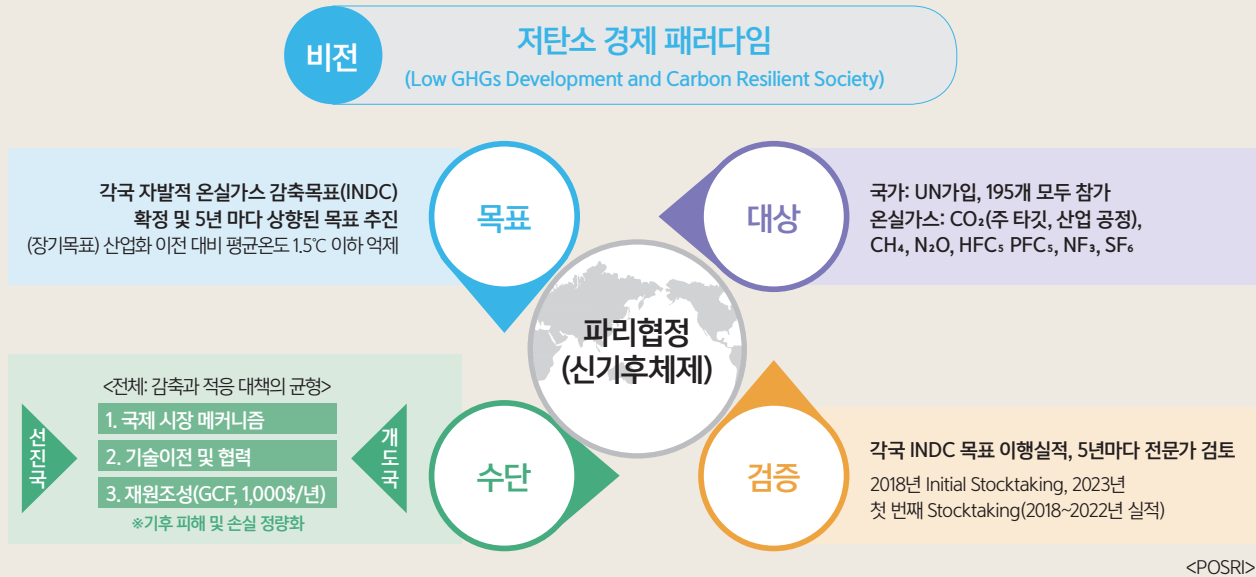 비전
저탄소 경제 패러다임
(Low GHGs Development and Carbon Resilient Society)
각국 자발적 온실가스 감축목표(INDC)
확정 및 5년 마다 상향된 목표 추진
(장기목표) 산업화 이전 대비 평균온도 1.5℃ 이하 억제
목표
대상
국가: UN가입, 195개 모두 참가
온실가스: CO₂(주 타깃, 산업 공정),
CH₄, N₂O, HFC₅ PFC₅, NF₃, SF₆
파리협정
(신기후체제)
<전체: 감축과 적응 대책의 균형>
선진국
1. 국제 시장 메커니즘
2. 기술이전 및 협력
3. 재원조성(GCF, 1,000$/년)
※기후 피해 및 손실 정량화
개도국
수단
검증
각국 INDC 목표 이행실적, 5년마다 전문가 검토
2018년 Initial Stocktaking, 2023년
첫 번째 Stocktaking(2018~2022년 실적)
<POSRI>